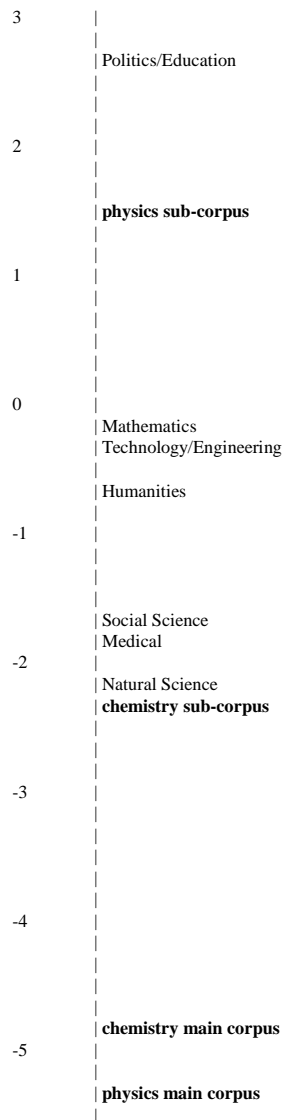 3
Politics/Education
2
physics sub-corpus
1
0
Mathematics
Technology/Engineering
Humanities
-1
Social Science
Medical
-2
Natural Science
chemistry sub-corpus
-3
-4
chemistry main corpus
-5
physics main corpus